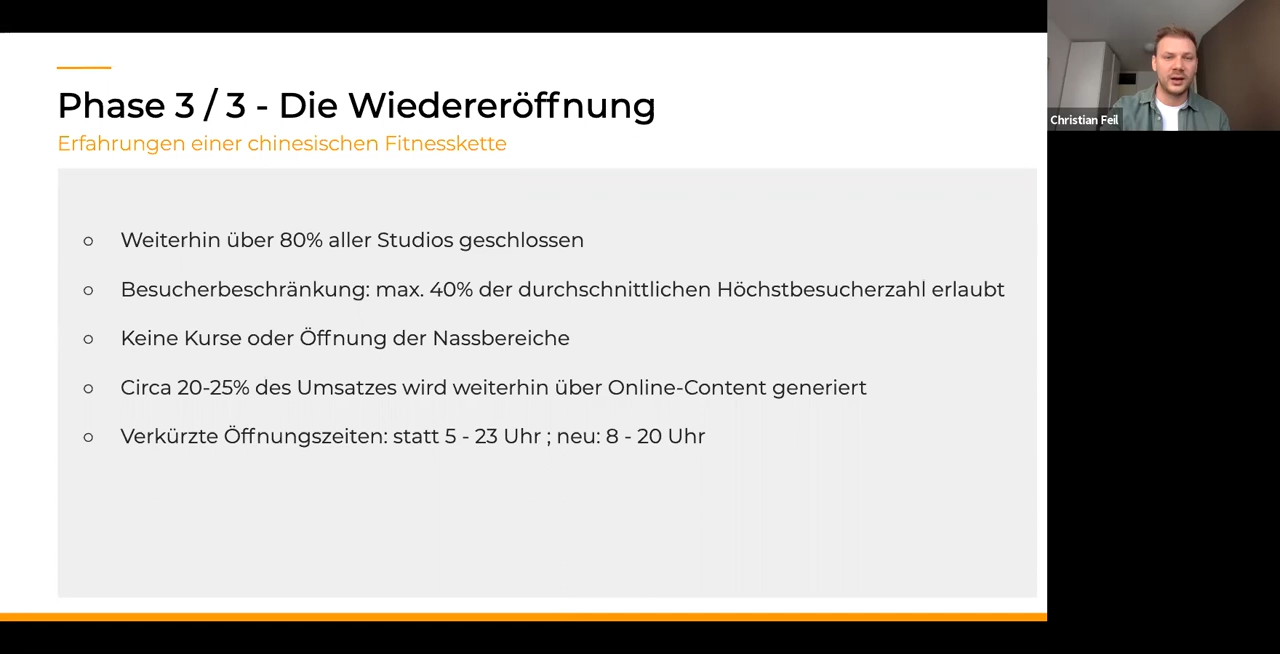 Phase 3 / 3 - Die Wiedereröffnung
Erfahrungen einer chinesischen Fitnesskette
Weiterhin über 80% aller Studios geschlossen
Besucherbeschränkung: max. 40% der durchschnittlichen Höchstbesucherzahl erlaubt
Keine Kurse oder Öffnung der Nassbereiche
Circa 20-25% des Umsatzes wird weiterhin über Online-Content generiert
Verkürzte Öffnungszeiten: statt 5 - 23 Uhr ; neu: 8 - 20 Uhr
Christian Feil